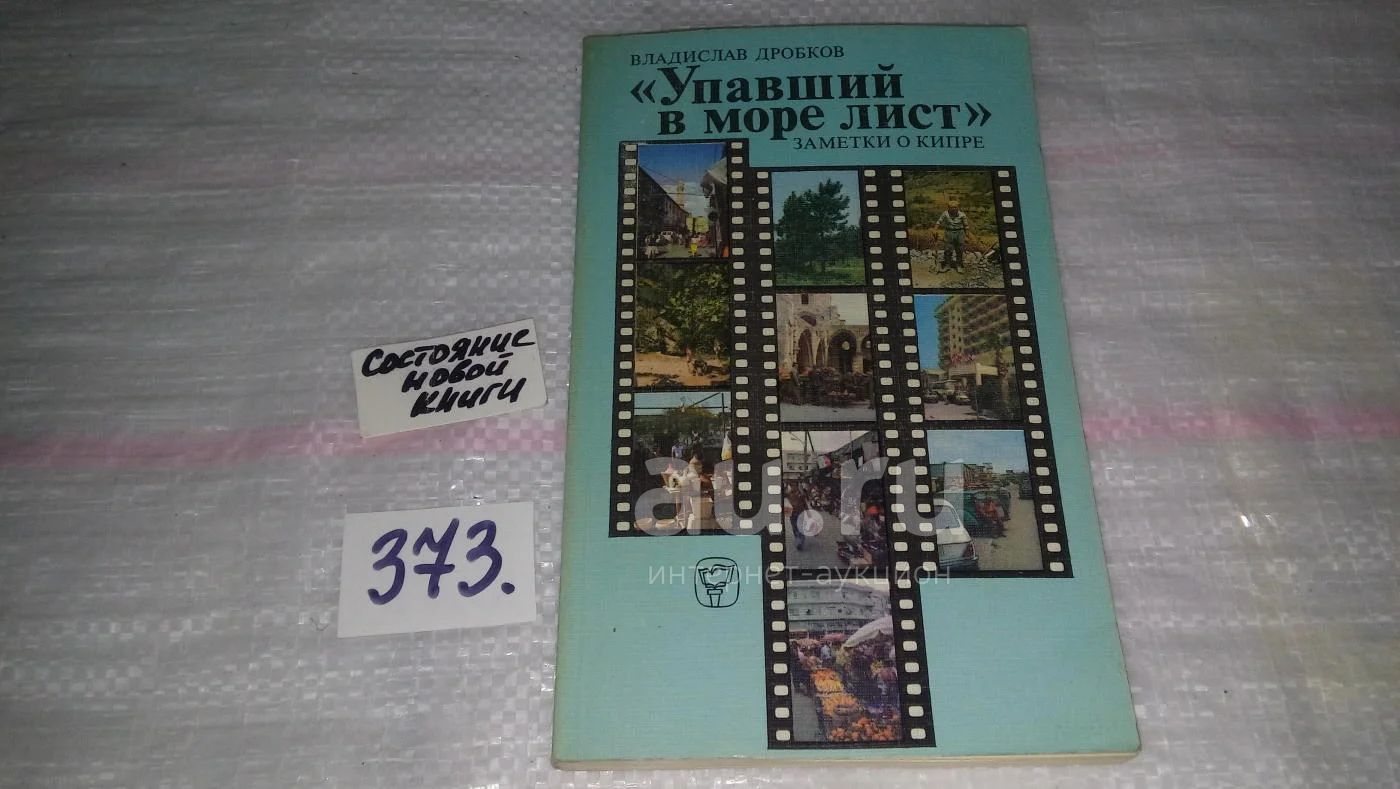 ВЛАДИСЛАВ ДРОБКОВ
«Упавший
в море лист»
ЗАМЕТКИ О КИПРЕ
Состояние
новой
книги
373.
au.ru
интернет-аукцион